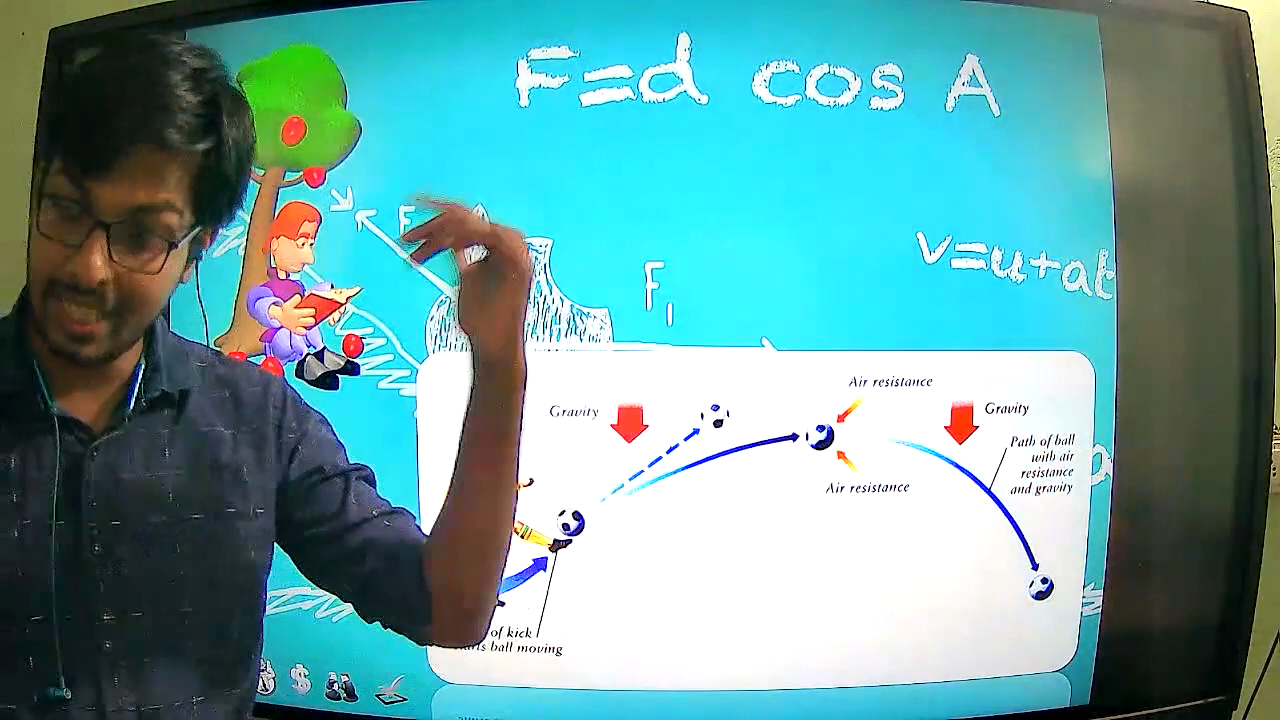 F=d cos A
F
v=u+at
F1
Air resistance
Gravity
Gravity
Path of ball
with air
resistance
and gravity
Air resistance
of kick
ball moving
$